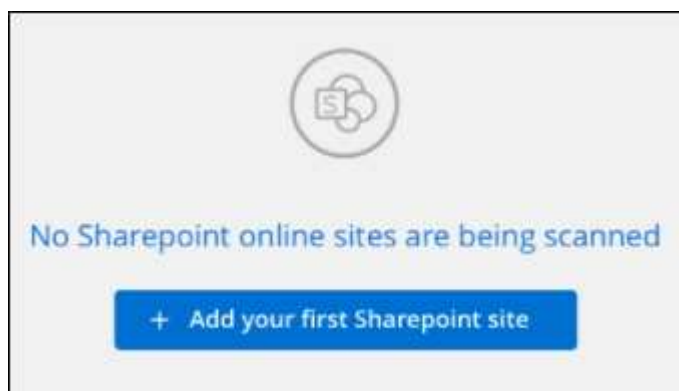 S
No Sharepoint online sites are being scanned
+ Add your first Sharepoint site